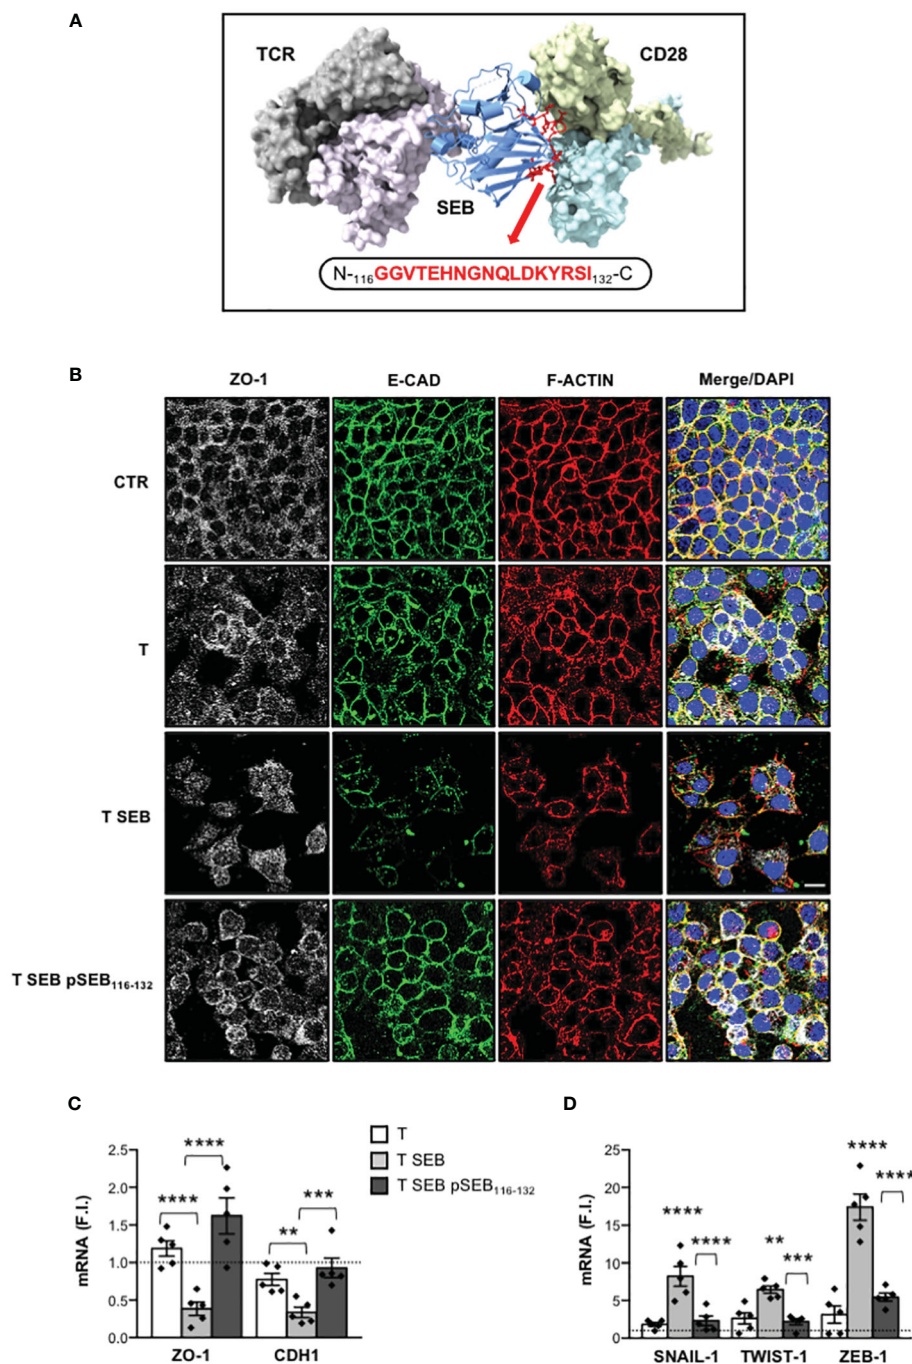 A
TCR
CD28
SEB
N-116GGVTEHNGNQLDKYRSI132-C
B
ZO-1 E-CAD F-ACTIN Merge/DAPI
CTR
T
T SEB
T SEB pSEB116-132
C
mRNA (F.I.)
2.5
2.0
1.5
1.0
0.5
0.0
**** ****
** ***
ZO-1 CDH1
T
T SEB
T SEB pSEB116-132
D
mRNA (F.I.)
25
20
15
10
5
0
**** ****
** ***
**** ****
SNAIL-1 TWIST-1 ZEB-1